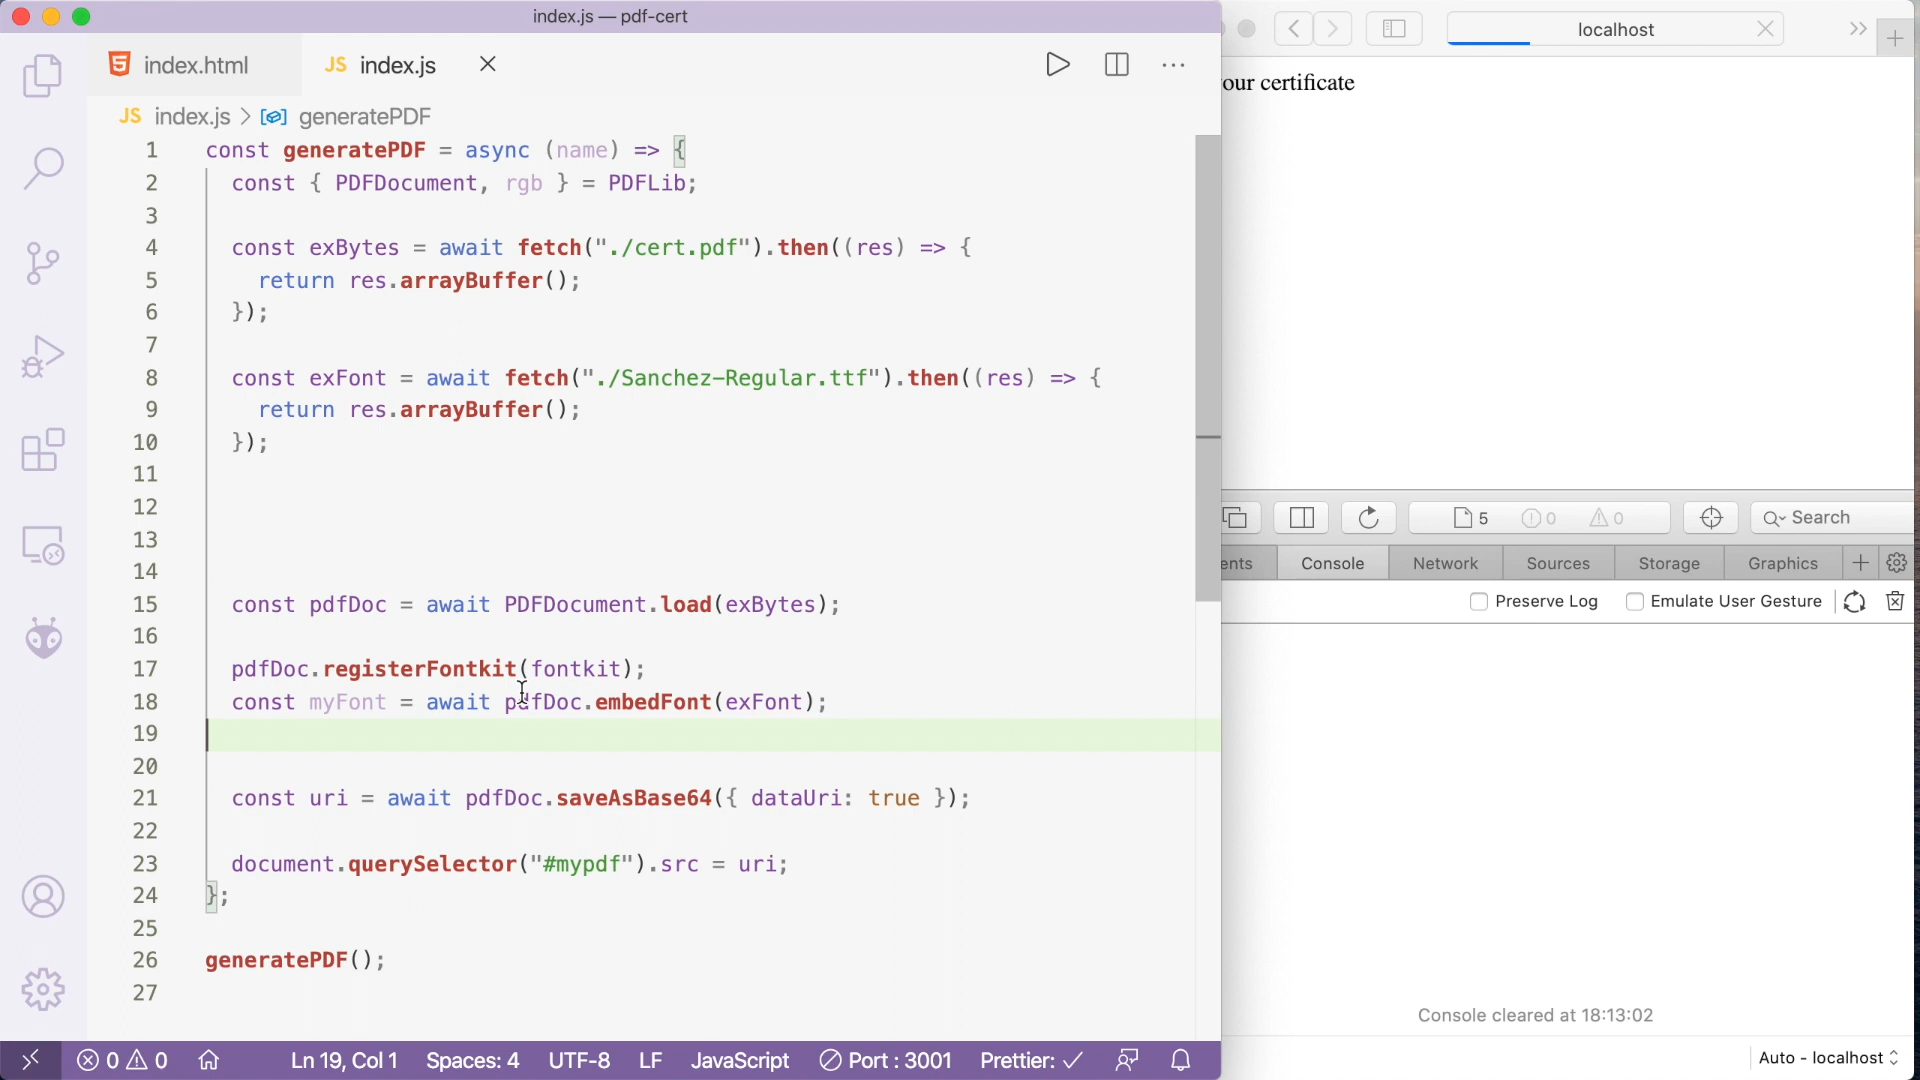 index.js — pdf-cert
index.html
JS index.js
JS index.js > generatePDF
1 const generatePDF = async (name) => {
2 const { PDFDocument, rgb } = PDFLib;
3
4 const exBytes = await fetch("./cert.pdf").then((res) => {
5 return res.arrayBuffer();
6 });
7
8 const exFont = await fetch("./Sanchez-Regular.ttf").then((res) => {
9 return res.arrayBuffer();
10 });
11
12
13
14
15 const pdfDoc = await PDFDocument.load(exBytes);
16
17 pdfDoc.registerFontkit(fontkit);
18 const myFont = await pdfDoc.embedFont(exFont);
19
20
21 const uri = await pdfDoc.saveAsBase64({ dataUri: true });
22
23 document.querySelector("#mypdf").src = uri;
24 };
25
26 generatePDF();
27
0 0 Ln 19, Col 1 Spaces: 4 UTF-8 LF JavaScript Port : 3001 Prettier: ✓
localhost
our certificate
5 0 0 Search
ents Console Network Sources Storage Graphics
Preserve Log Emulate User Gesture
Console cleared at 18:13:02
Auto - localhost